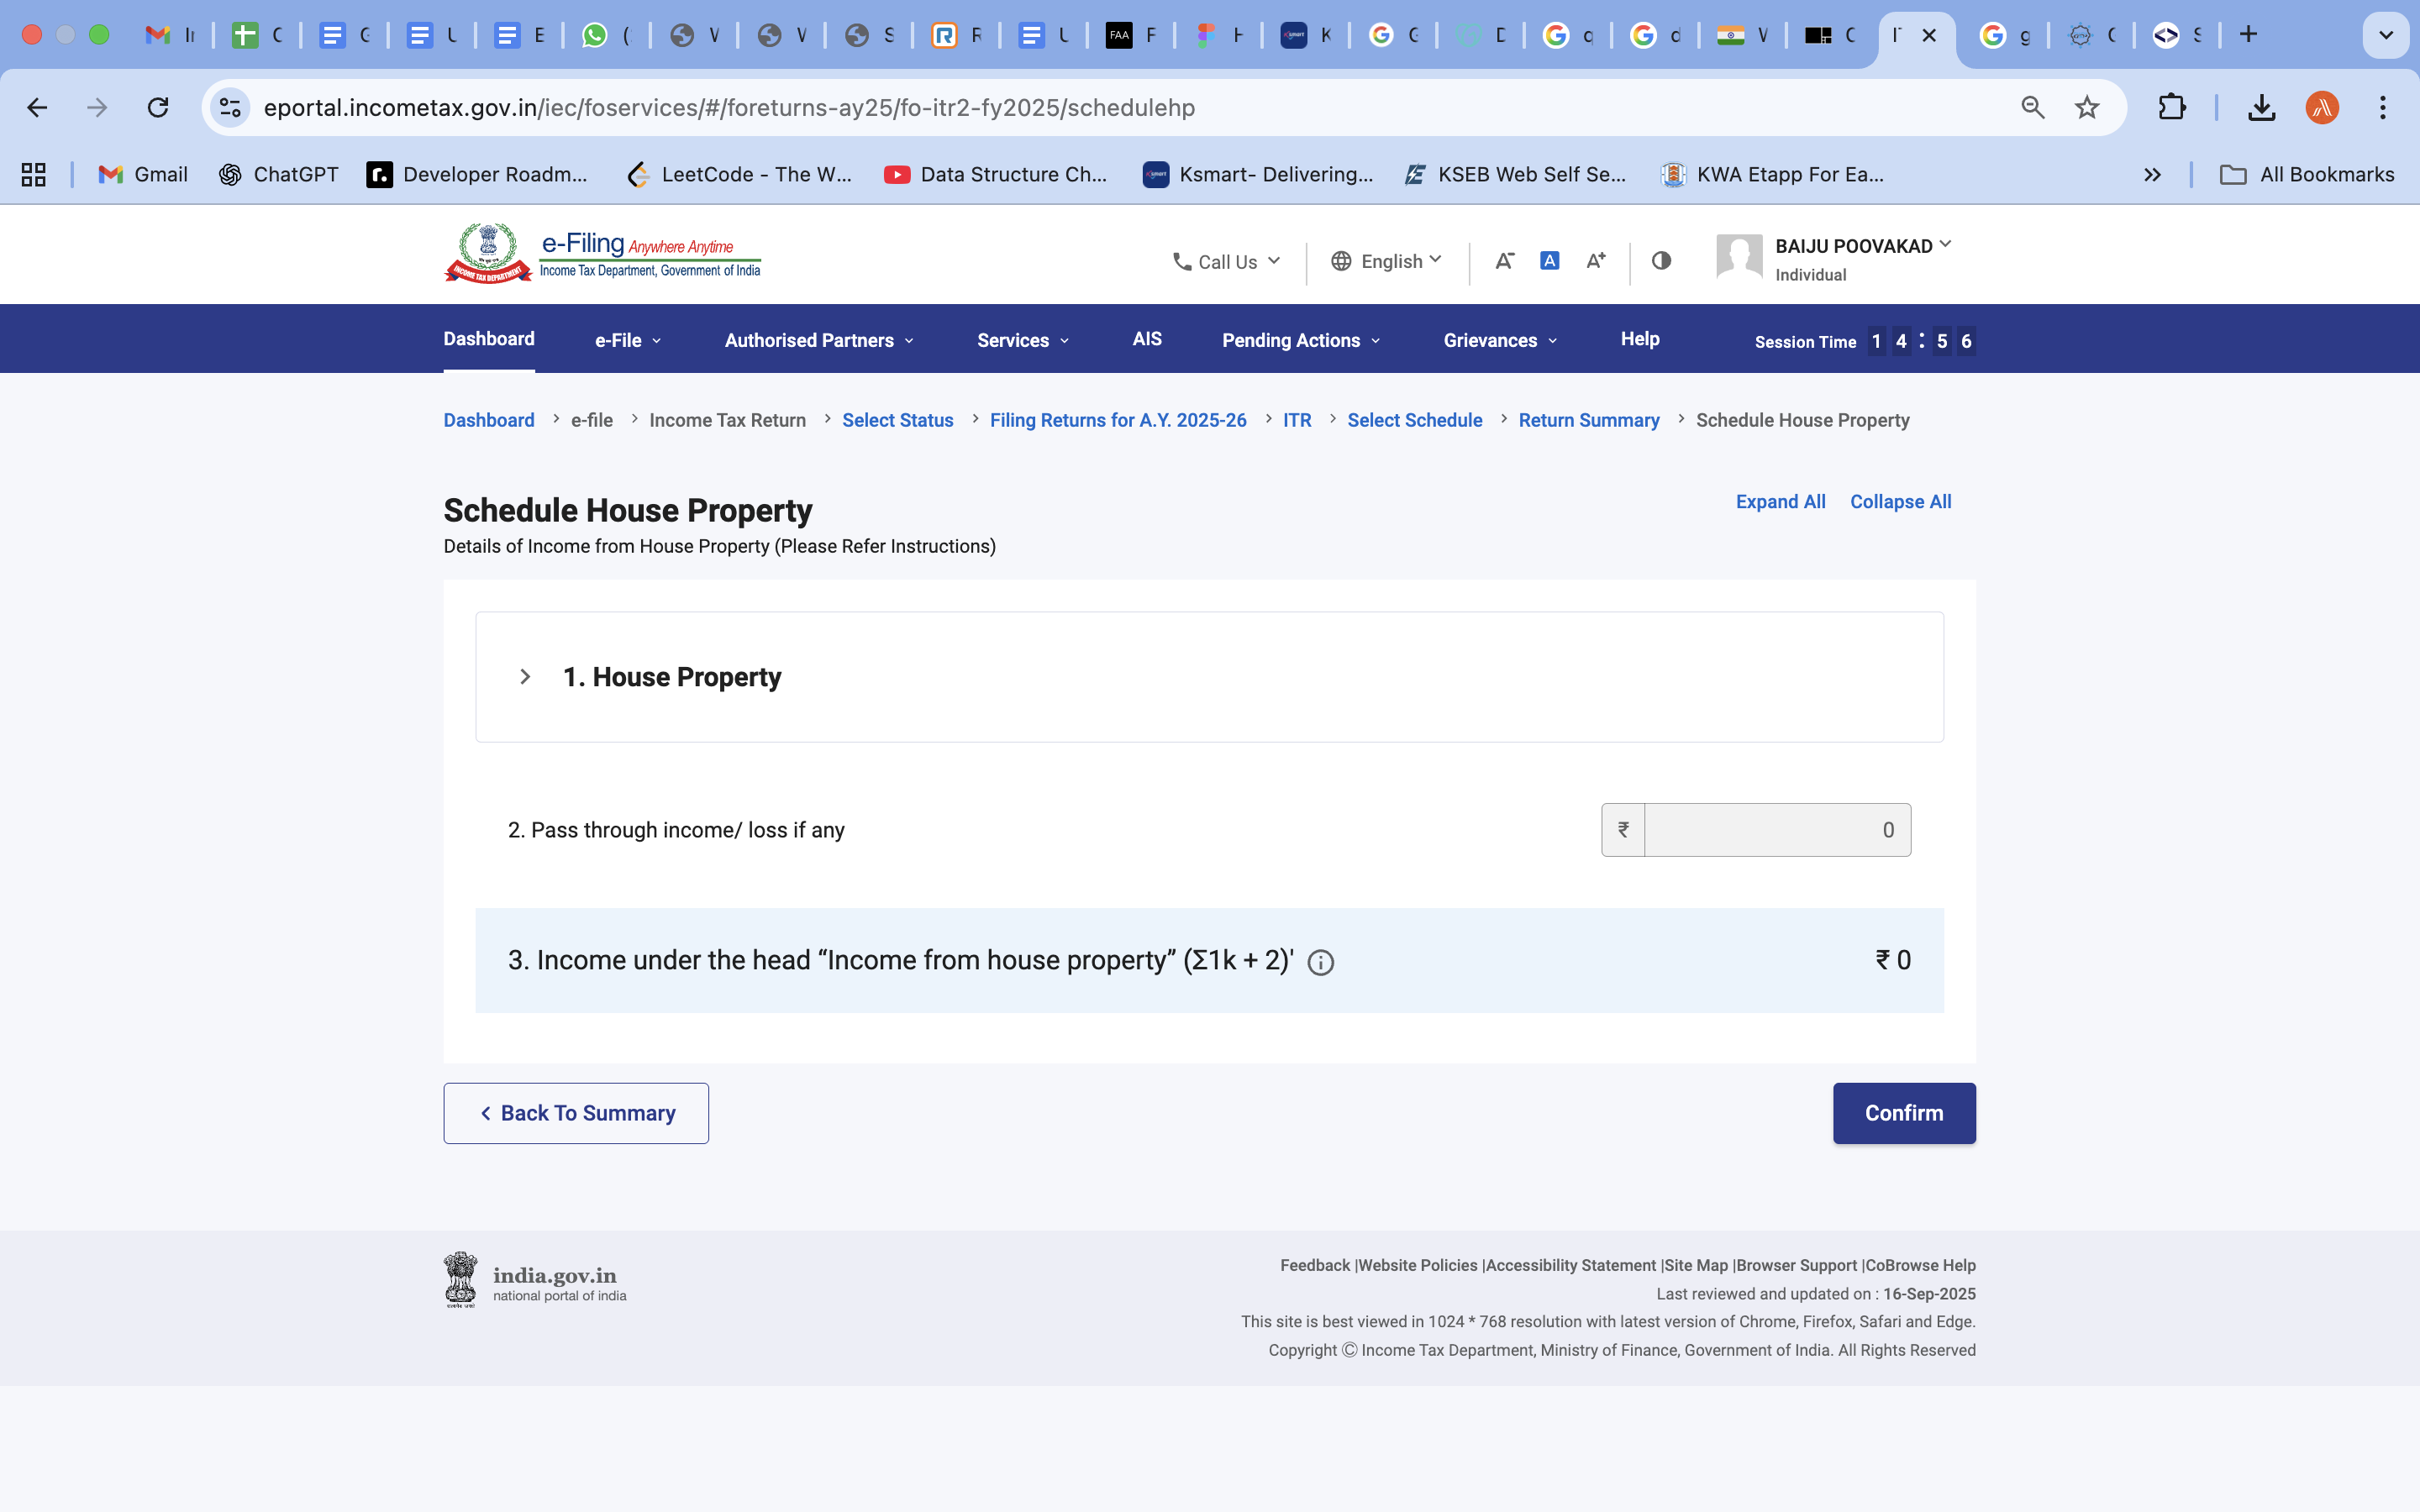 eportal.incometax.gov.in/iec/foservices/#/foreturns-ay25/fo-itr2-fy2025/schedulehp
Gmail ChatGPT Developer Roadm... LeetCode - The W... Data Structure Ch... Ksmart- Delivering... KSEB Web Self Se... KWA Etapp For Ea... » All Bookmarks
e-Filing Anywhere Anytime
Income Tax Department, Government of India
INCOME TAX DEPARTMENT
Call Us English A- A A+ BAIJU POOVAKAD
Individual
Dashboard e-File Authorised Partners Services AIS Pending Actions Grievances Help Session Time 1 4 : 5 6
Dashboard > e-file > Income Tax Return > Select Status > Filing Returns for A.Y. 2025-26 > ITR > Select Schedule > Return Summary > Schedule House Property
Schedule House Property
Expand All Collapse All
Details of Income from House Property (Please Refer Instructions)
1. House Property
2. Pass through income/ loss if any ₹ 0
3. Income under the head “Income from house property” (Σ1k + 2)' ₹ 0
Back To Summary Confirm
india.gov.in
national portal of india
Feedback |Website Policies |Accessibility Statement |Site Map |Browser Support |CoBrowse Help
Last reviewed and updated on : 16-Sep-2025
This site is best viewed in 1024 * 768 resolution with latest version of Chrome, Firefox, Safari and Edge.
Copyright © Income Tax Department, Ministry of Finance, Government of India. All Rights Reserved